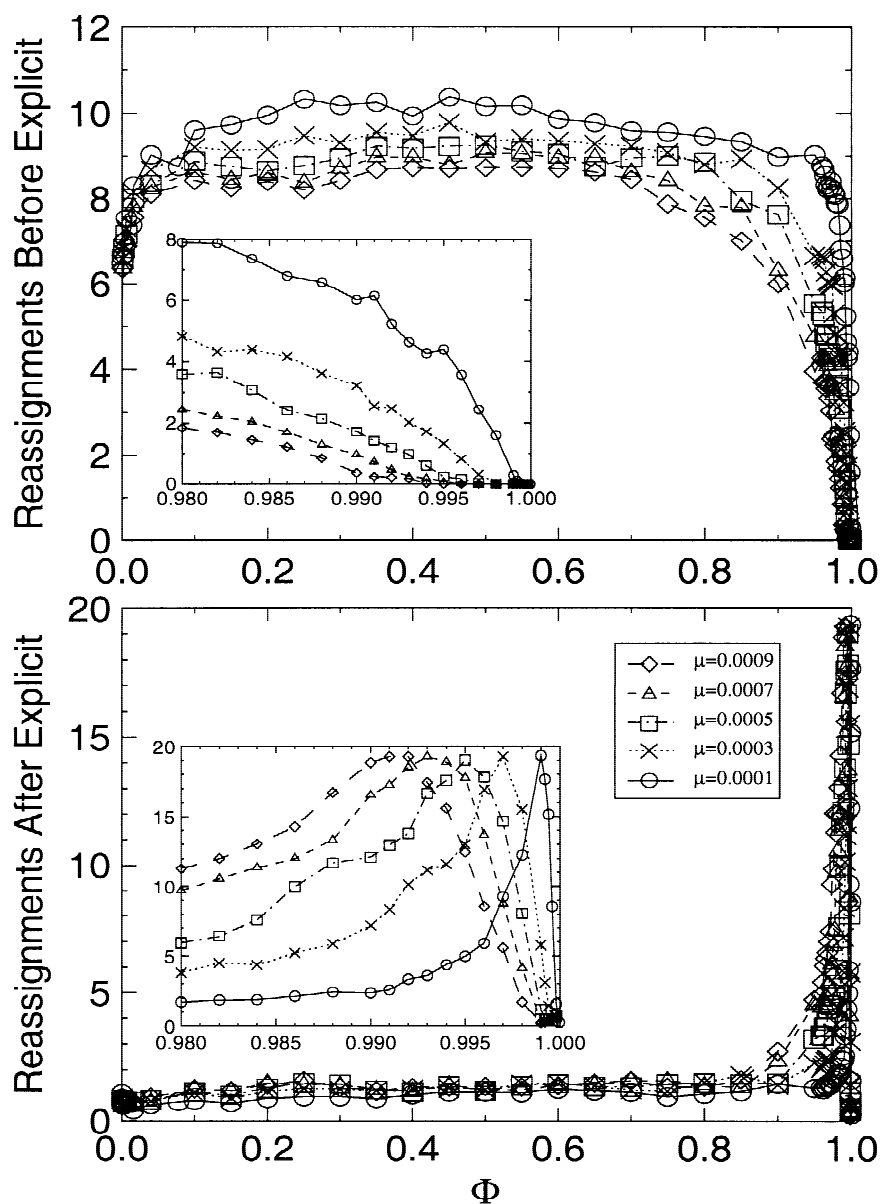 12
10
8
6
4
2
0
Reassignments Before Explicit
8
6
4
2
0
0.980 0.985 0.990 0.995 1.000
0.0 0.2 0.4 0.6 0.8 1.0
20
15
10
5
0
Reassignments After Explicit
μ=0.0009
μ=0.0007
μ=0.0005
μ=0.0003
μ=0.0001
20
15
10
5
0
0.980 0.985 0.990 0.995 1.000
0.0 0.2 0.4 0.6 0.8 1.0
Φ